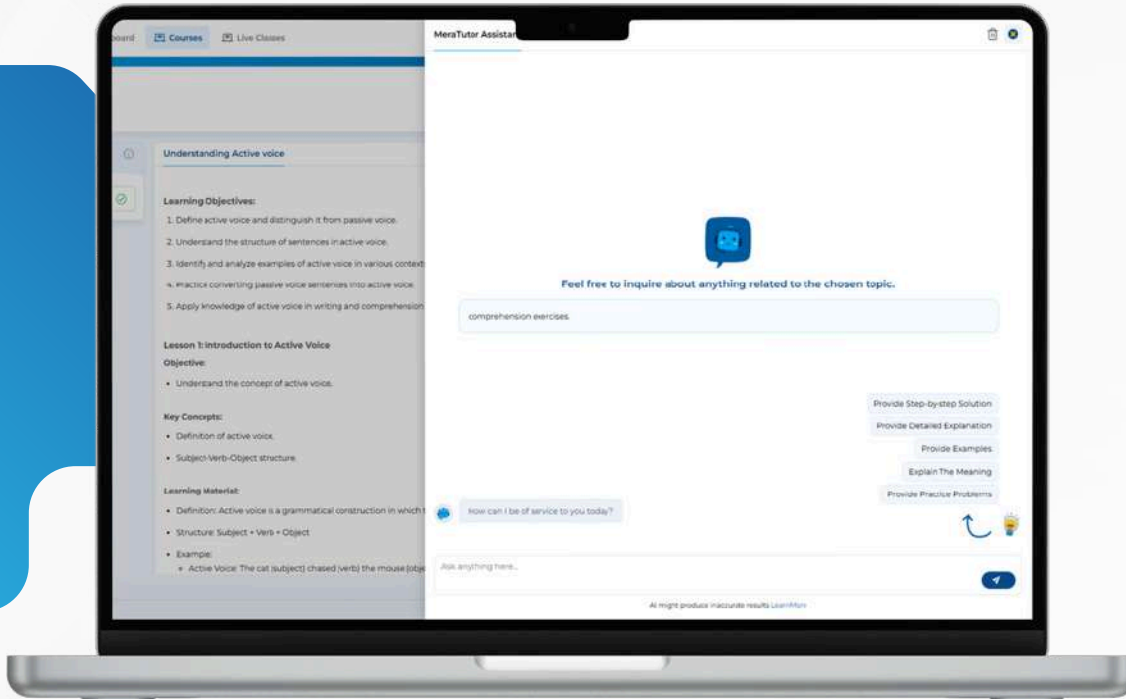 board Courses Live Classes
Understanding Active voice
Learning Objectives:
1. Define active voice and distinguish it from passive voice.
2. Understand the structure of sentences in active voice.
3. Identify and analyze examples of active voice in various context
4. Practice converting passive voice sentences into active voice.
5. Apply knowledge of active voice in writing and comprehension
Lesson 1: Introduction to Active Voice
Objective:
• Understand the concept of active voice.
Key Concepts:
• Definition of active voice.
• Subject-Verb-Object structure.
Learning Material:
• Definition: Active voice is a grammatical construction in which
• Structure: Subject + Verb + Object
• Example:
Active Voice: The cat (subject) chased (verb) the mouse (obje
MeraTutor Assistan
Feel free to inquire about anything related to the chosen topic.
comprehension exercises.
Provide Step-by-step Solution
Provide Detailed Explanation
Provide Examples
Explain The Meaning
Provide Practice Problems
How can I be of service to you today?
Ask anything here...
AI might produce inaccurate results LearnMore